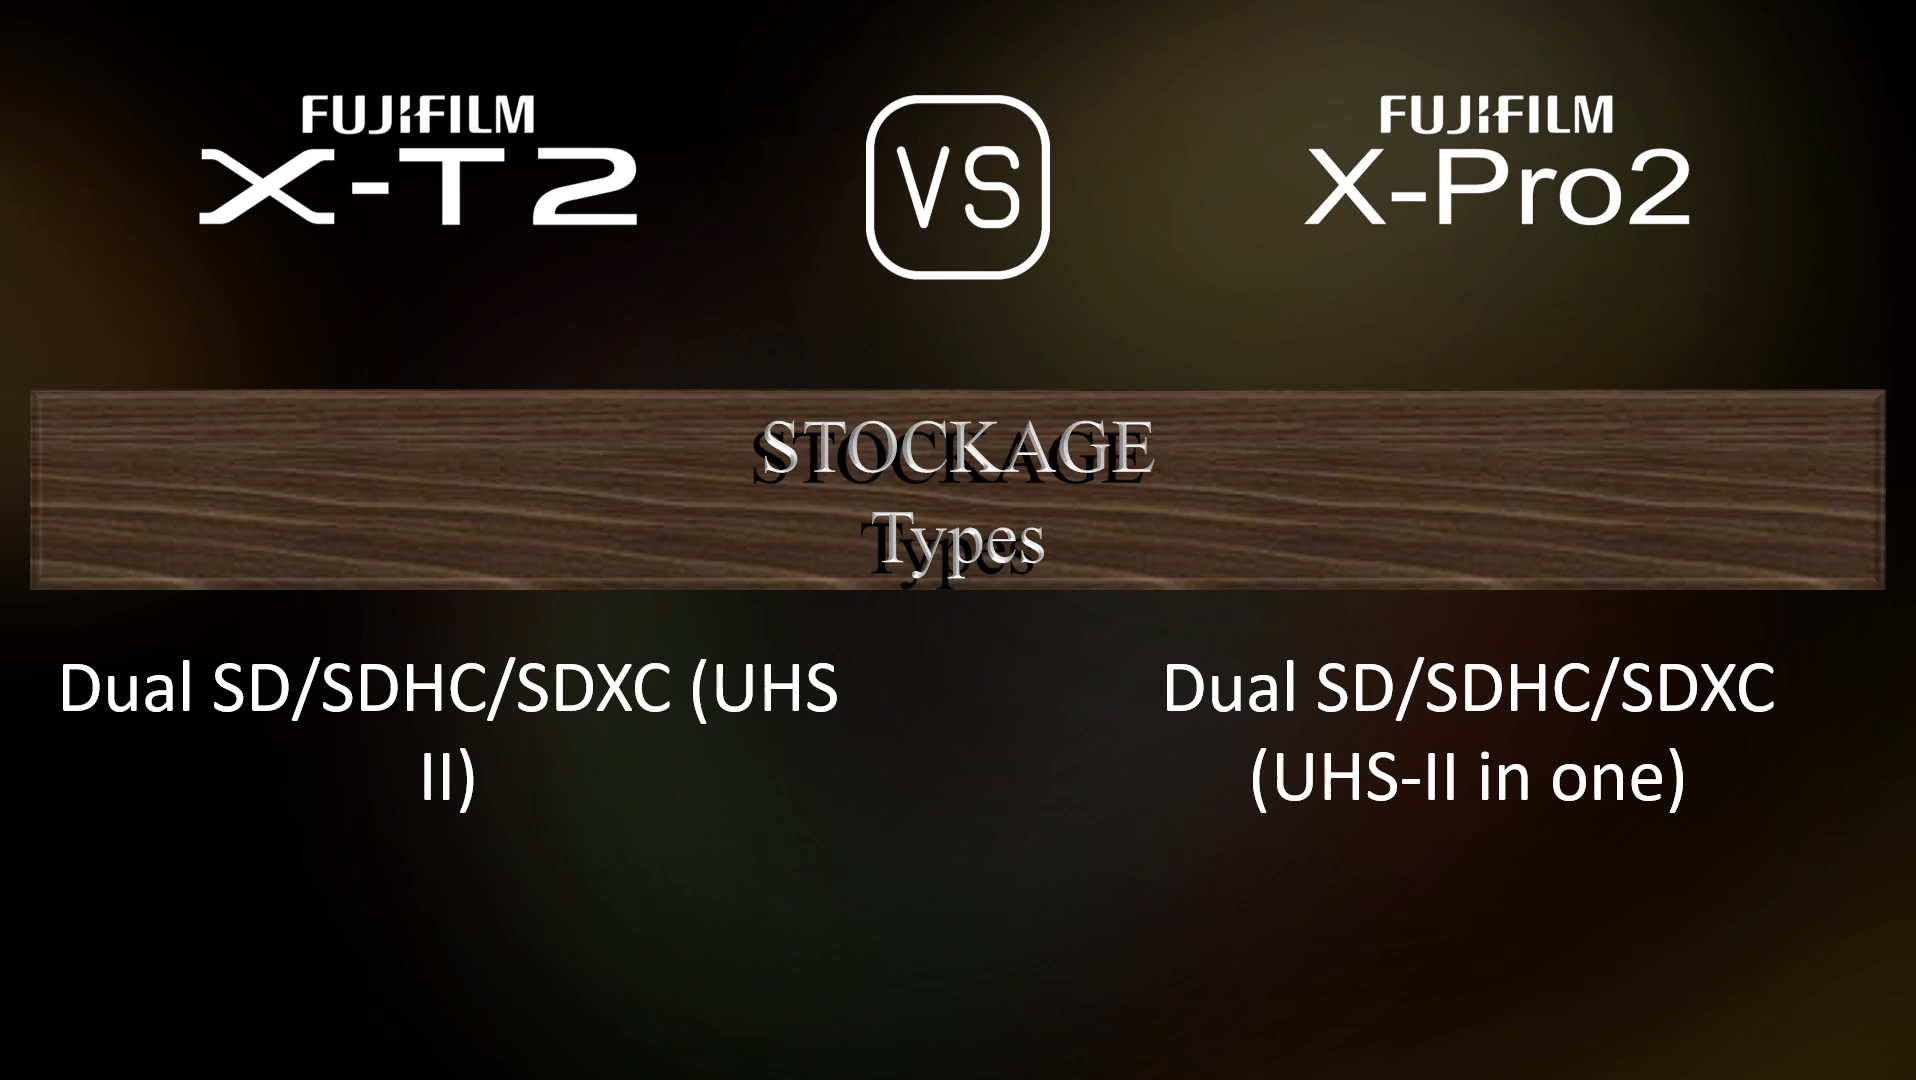 FUJIFILM
X-T2
VS
FUJIFILM
X-Pro2
STOCKAGE
Types
Dual SD/SDHC/SDXC (UHS
II)
Dual SD/SDHC/SDXC
(UHS-II in one)